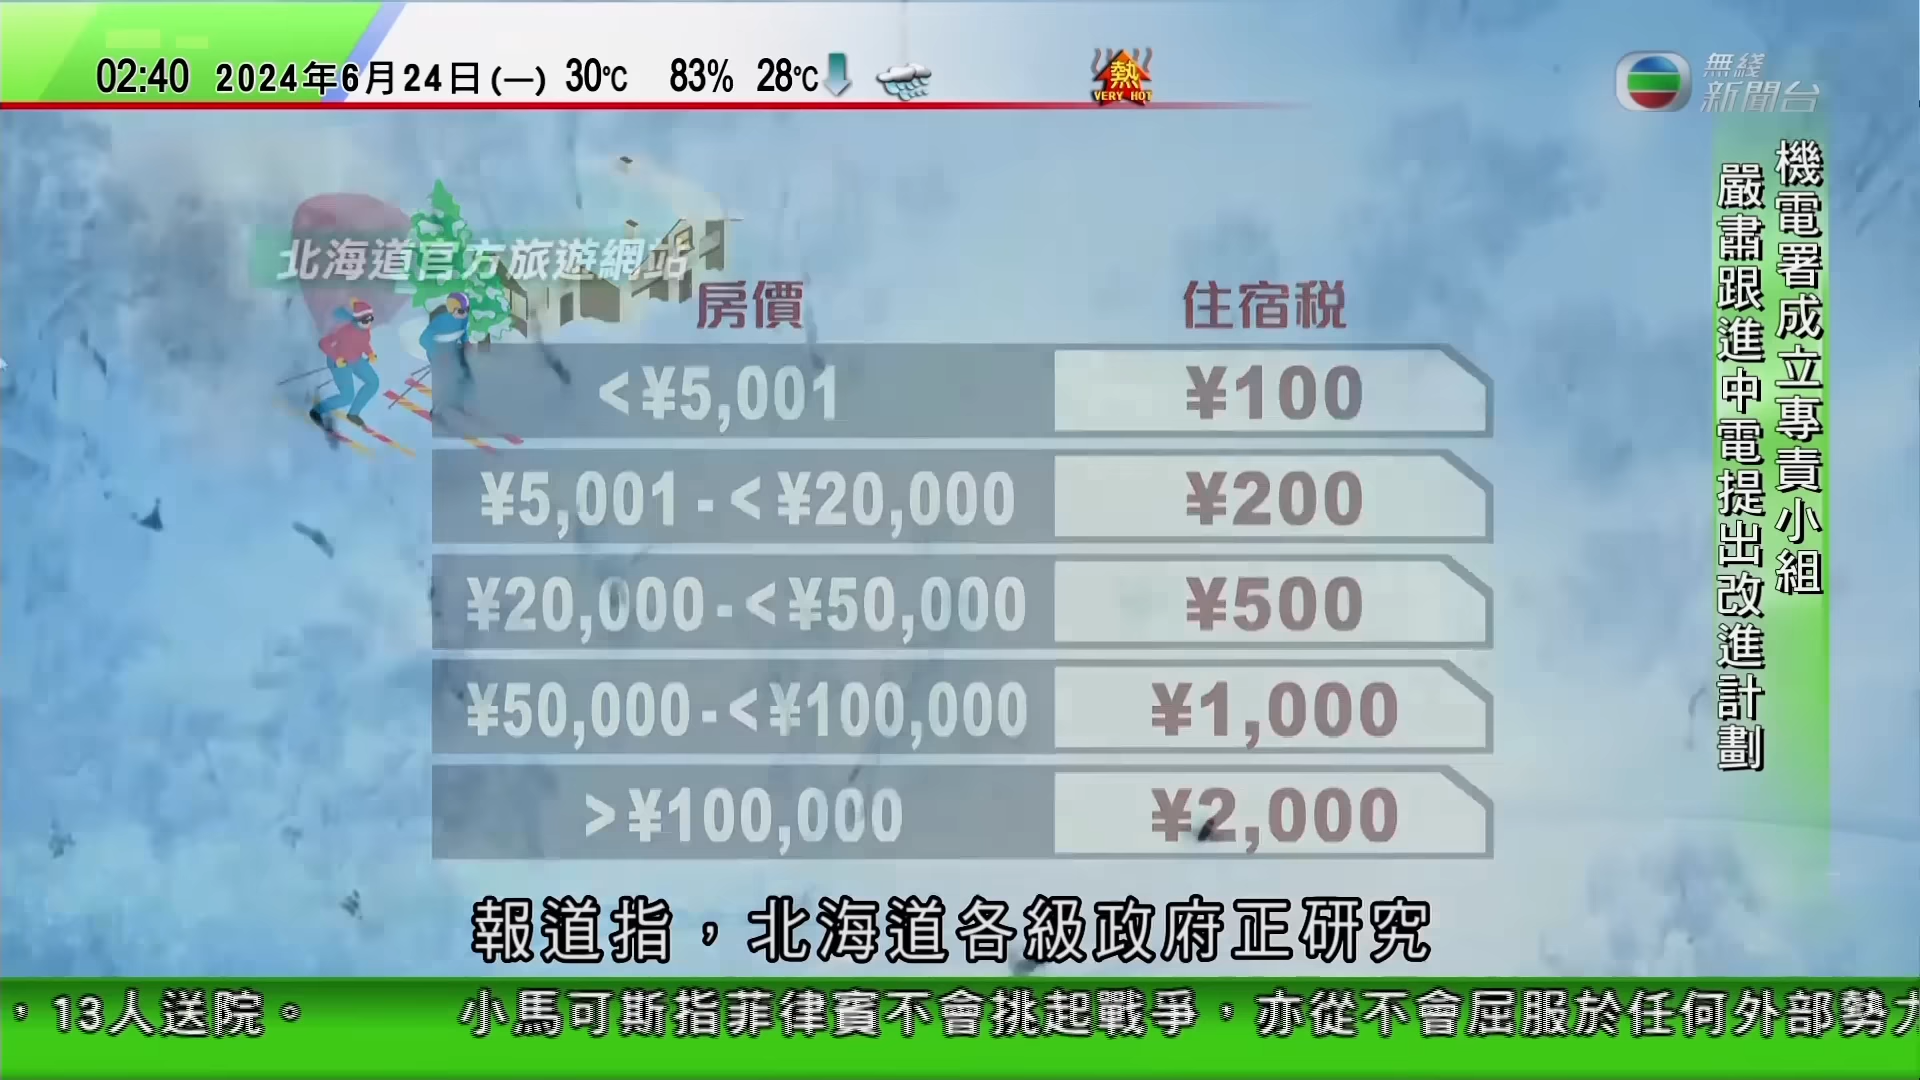 02:40 2024年6月24日(一) 30℃ 83% 28℃
熱
VERY HOT
無綫
新聞台
機電署成立專責小組
嚴肅跟進中電提出改進計劃
北海道官方旅遊網站
房價 住宿税
<¥5,001 ¥100
¥5,001-<¥20,000 ¥200
¥20,000-<¥50,000 ¥500
¥50,000-<¥100,000 ¥1,000
>¥100,000 ¥2,000
報道指，北海道各級政府正研究
，13人送院。 小馬可斯指菲律賓不會挑起戰爭，亦從不會屈服於任何外部勢力